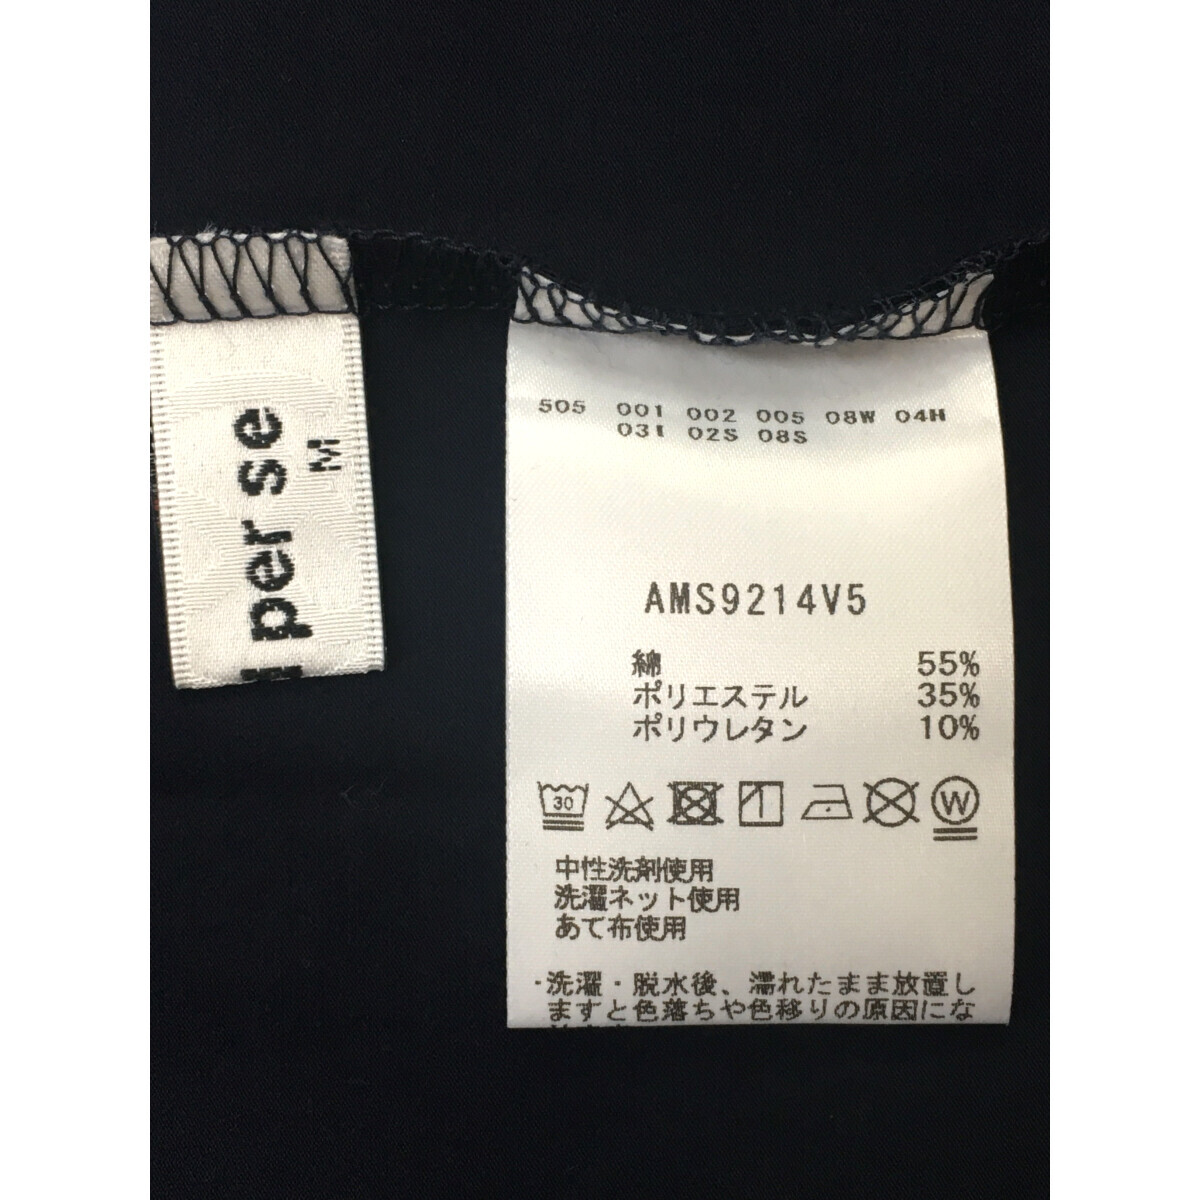 per se
M
505 001 002 005 08W 04H
03t 02S 08S
AMS9214V5
綿 55%
ポリエステル 35%
ポリウレタン 10%
30
W
中性洗剤使用
洗濯ネット使用
あて布使用
・洗濯・脱水後、濡れたまま放置し
ますと色落ちや色移りの原因にな